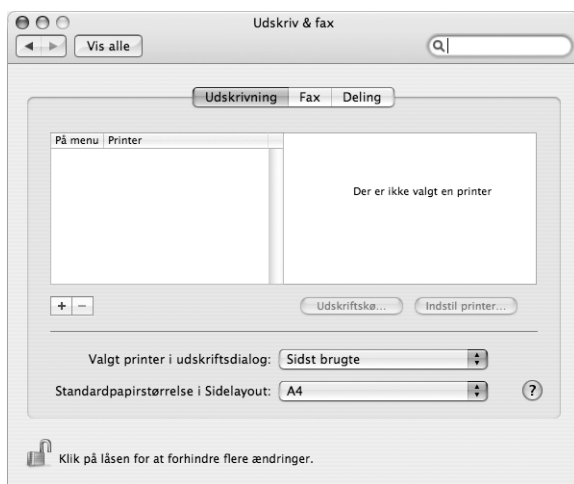 Udskriv & fax
Vis alle
Udskrivning Fax Deling
På menu Printer
Der er ikke valgt en printer
+ −
Udskriftskø... Indstil printer...
Valgt printer i udskriftsdialog: Sidst brugte
Standardpapirstørrelse i Sidelayout: A4 ?
Klik på låsen for at forhindre flere ændringer.